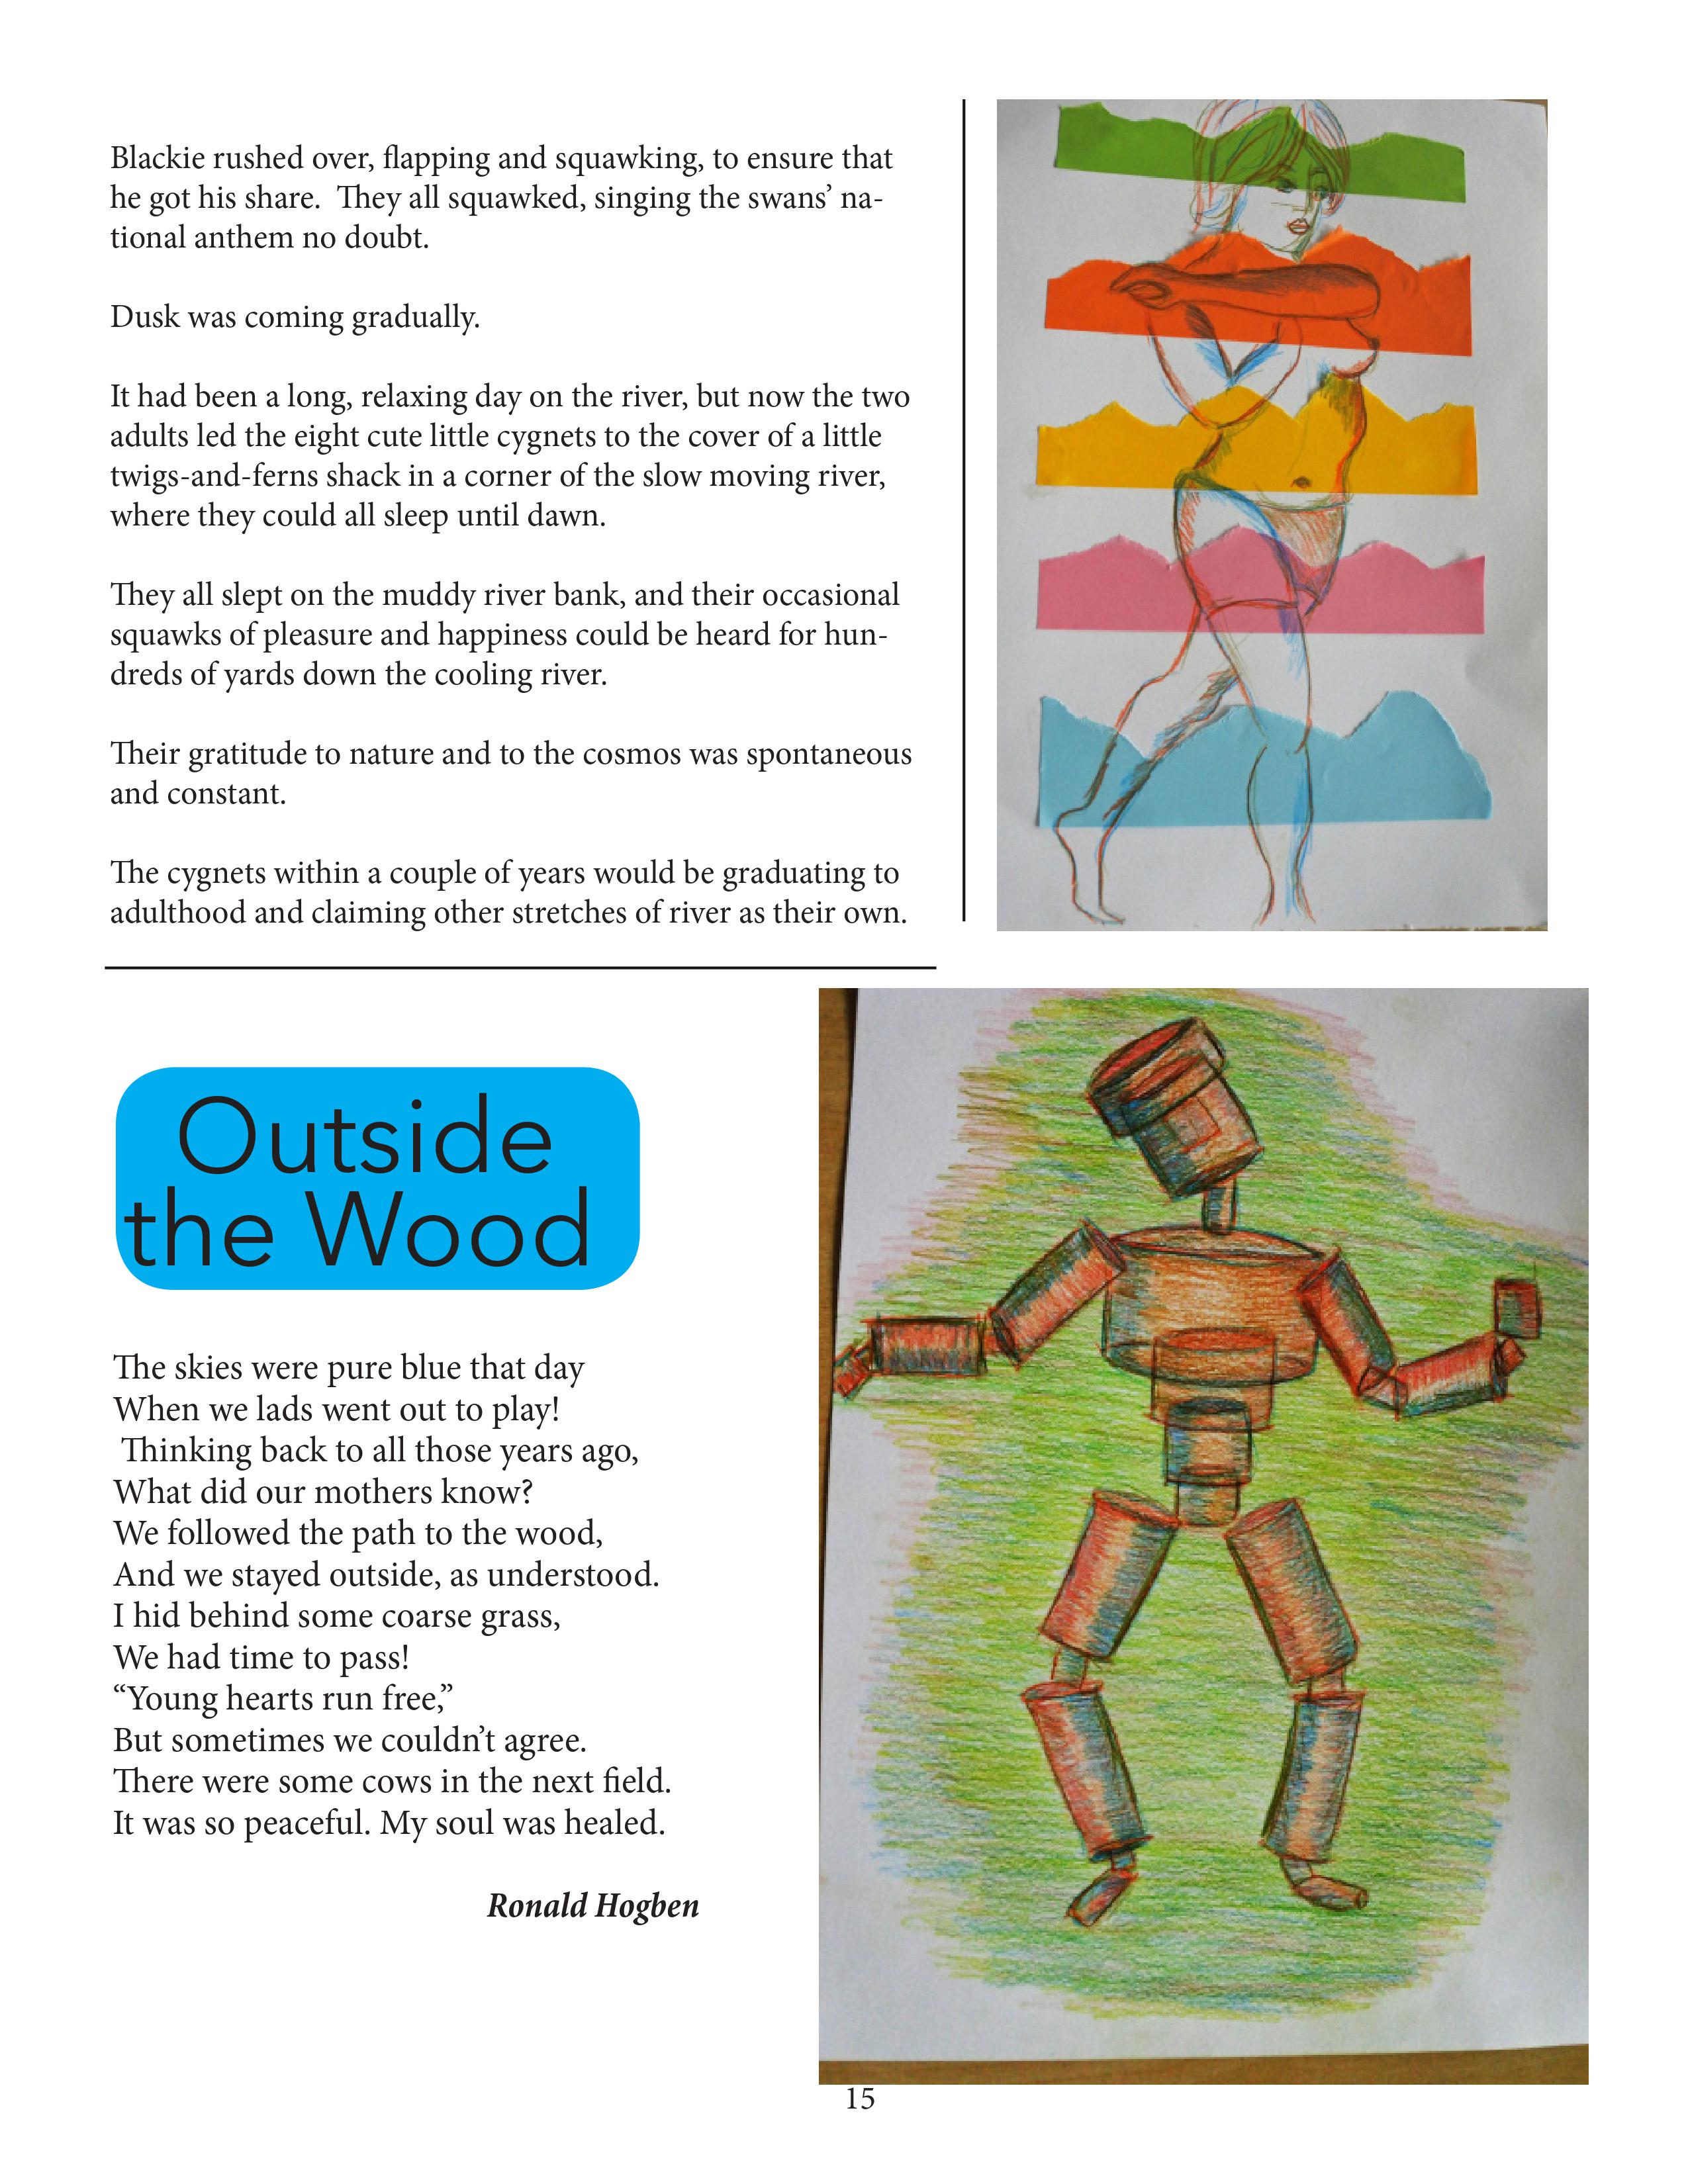 Blackie rushed over, flapping and squawking, to ensure that
he got his share.  They all squawked, singing the swans’ na-
tional anthem no doubt.
Dusk was coming gradually.
It had been a long, relaxing day on the river, but now the two
adults led the eight cute little cygnets to the cover of a little
twigs-and-ferns shack in a corner of the slow moving river,
where they could all sleep until dawn.
They all slept on the muddy river bank, and their occasional
squawks of pleasure and happiness could be heard for hun-
dreds of yards down the cooling river.
Their gratitude to nature and to the cosmos was spontaneous
and constant.
The cygnets within a couple of years would be graduating to
adulthood and claiming other stretches of river as their own.
Outside
the Wood
The skies were pure blue that day
When we lads went out to play!
Thinking back to all those years ago,
What did our mothers know?
We followed the path to the wood,
And we stayed outside, as understood.
I hid behind some coarse grass,
We had time to pass!
“Young hearts run free,”
But sometimes we couldn’t agree.
There were some cows in the next field.
It was so peaceful. My soul was healed.
Ronald Hogben
15